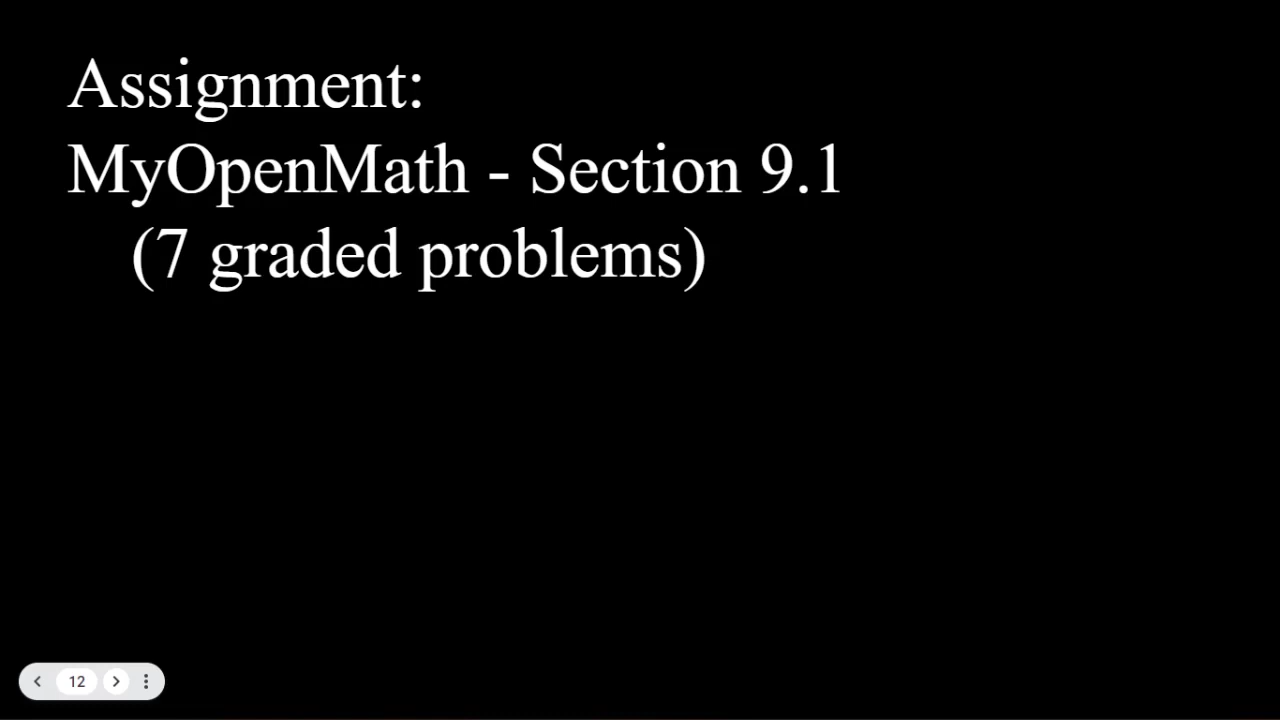 Assignment:
MyOpenMath - Section 9.1
(7 graded problems)
12